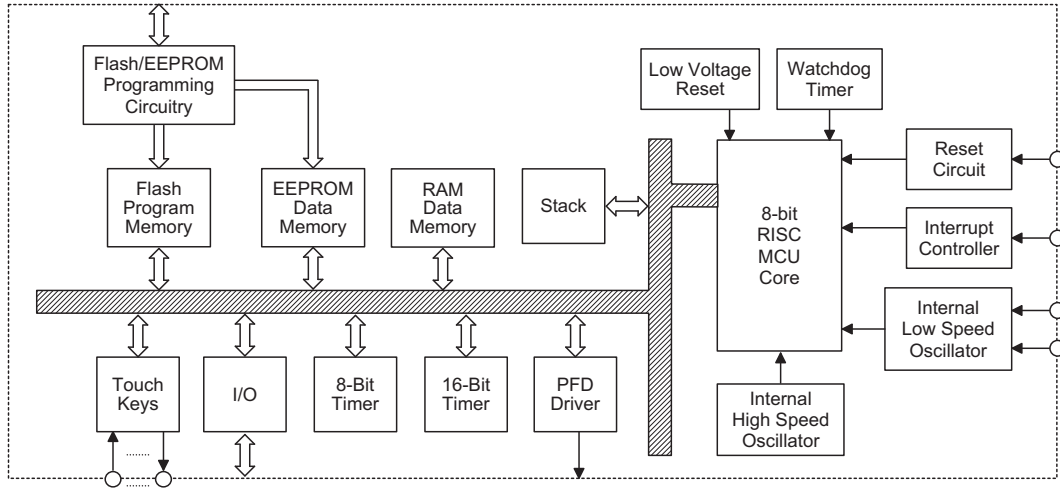 Flash/EEPROM
Programming
Circuitry
Low Voltage
Reset
Watchdog
Timer
Flash
Program
Memory
EEPROM
Data
Memory
RAM
Data
Memory
Stack
8-bit
RISC
MCU
Core
Reset
Circuit
Interrupt
Controller
Internal
Low Speed
Oscillator
Touch
Keys
I/O
8-Bit
Timer
16-Bit
Timer
PFD
Driver
Internal
High Speed
Oscillator